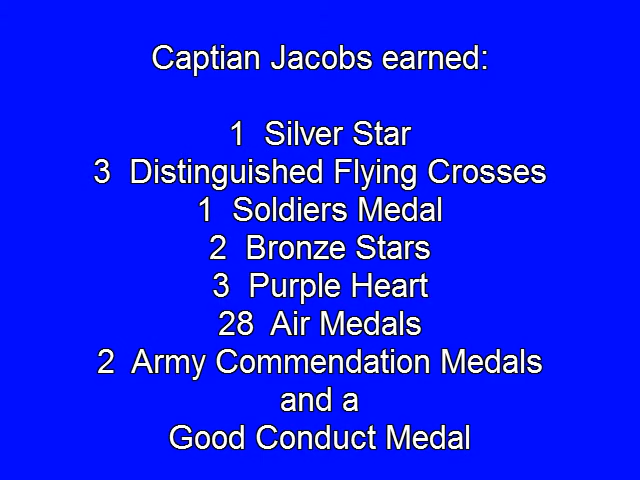 Captian Jacobs earned:
1 Silver Star
3 Distinguished Flying Crosses
1 Soldiers Medal
2 Bronze Stars
3 Purple Heart
28 Air Medals
2 Army Commendation Medals
and a
Good Conduct Medal